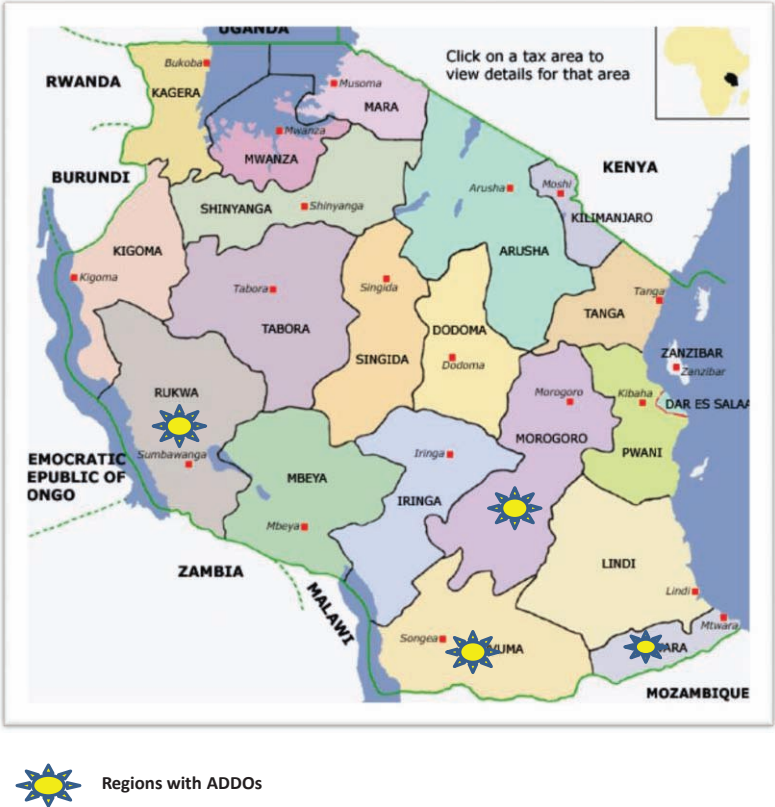 UGANDA
Click on a tax area to
view details for that area
Bukoba
RWANDA
KAGERA
Musoma
MARA
Mwanza
MWANZA
KENYA
BURUNDI
Arusha
Moshi
SHINYANGA
Shinyanga
KILIMANJARO
KIGOMA
ARUSHA
Kigoma
Tabora
Singida
Tanga
TANGA
TABORA
DODOMA
SINGIDA
Dodoma
ZANZIBAR
Zanzibar
RUKWA
Morogoro
Kibaha
DAR ES SALAA
MOROGORO
Sumbawanga
Iringa
PWANI
EMOCRATIC
EPUBLIC OF
ONGO
MBEYA
IRINGA
Mbeya
ZAMBIA
LINDI
MALAWI
Lindi
Mtwara
Songea
VUMA
ARA
MOZAMBIQUE
Regions with ADDOs